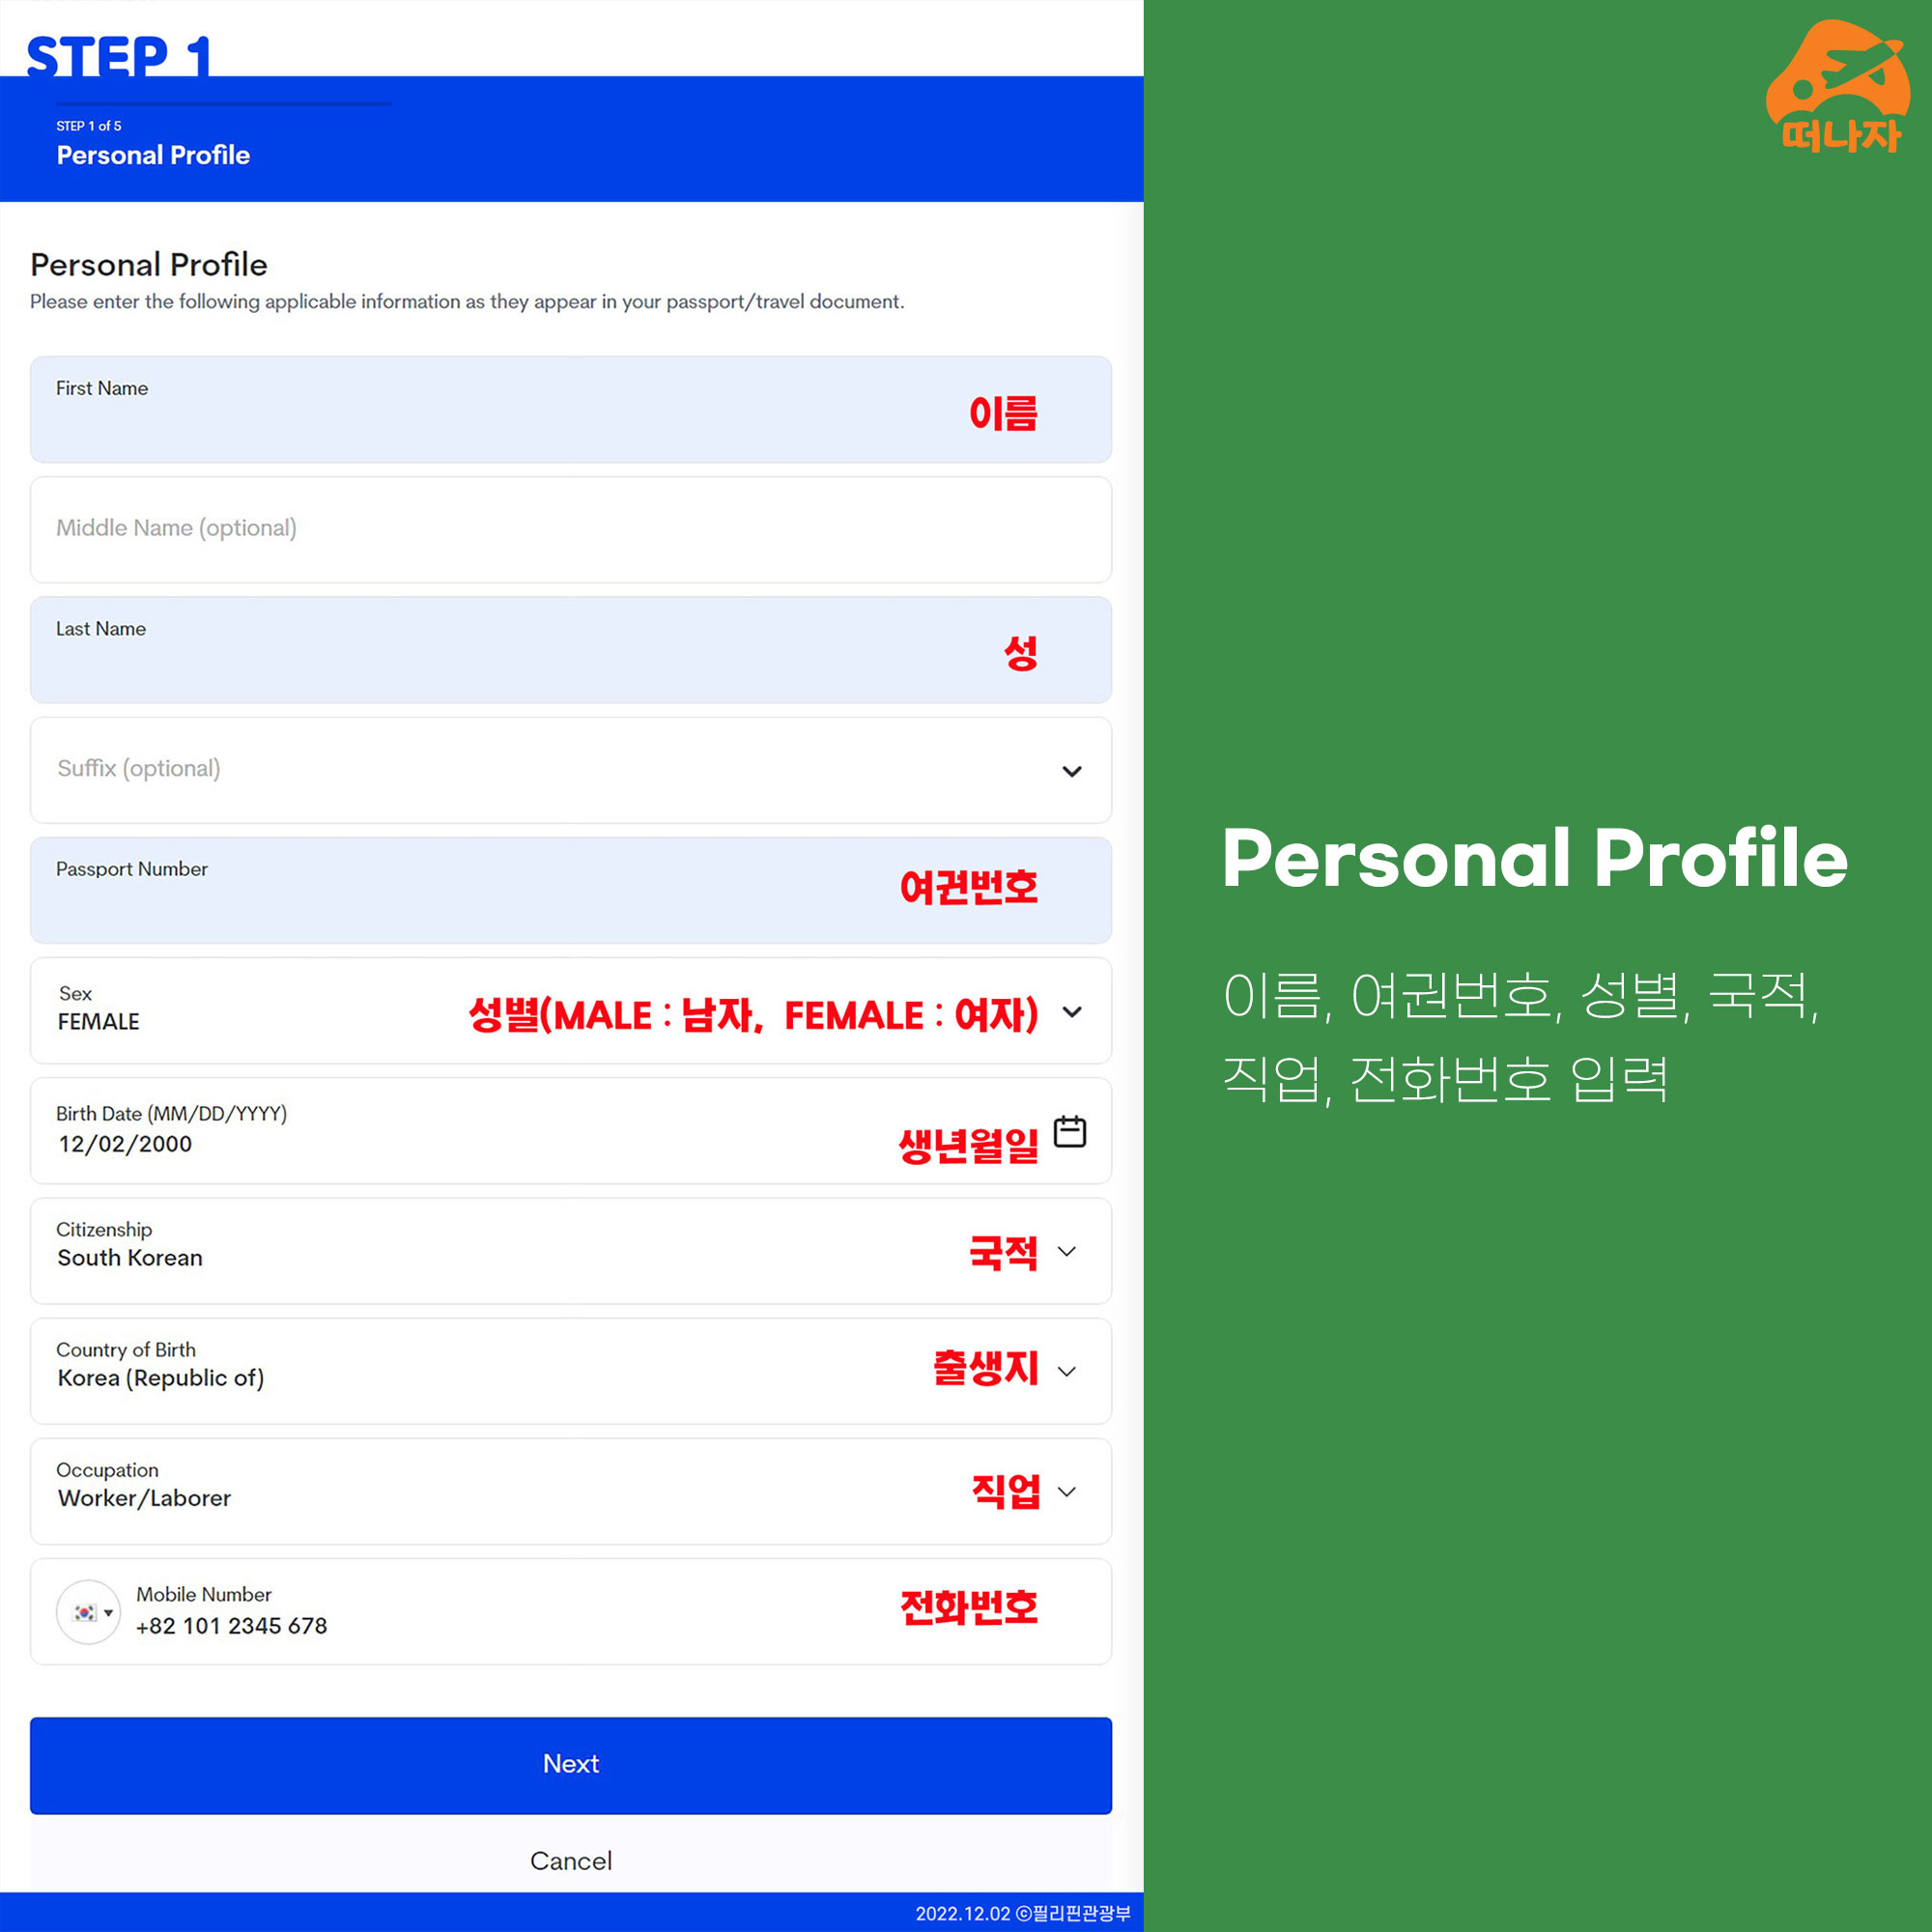 STEP 1
STEP 1 of 5
Personal Profile
Personal Profile
Please enter the following applicable information as they appear in your passport/travel document.
First Name
이름
Middle Name (optional)
Last Name
성
Suffix (optional)
Passport Number
여권번호
Sex
FEMALE
성별(MALE : 남자, FEMALE : 여자)
Birth Date (MM/DD/YYYY)
12/02/2000
생년월일
Citizenship
South Korean
국적
Country of Birth
Korea (Republic of)
출생지
Occupation
Worker/Laborer
직업
Mobile Number
+82 101 2345 678
전화번호
Next
Cancel
2022.12.02 ⓒ필리핀관광부
떠나자
Personal Profile
이름, 여권번호, 성별, 국적,
직업, 전화번호 입력